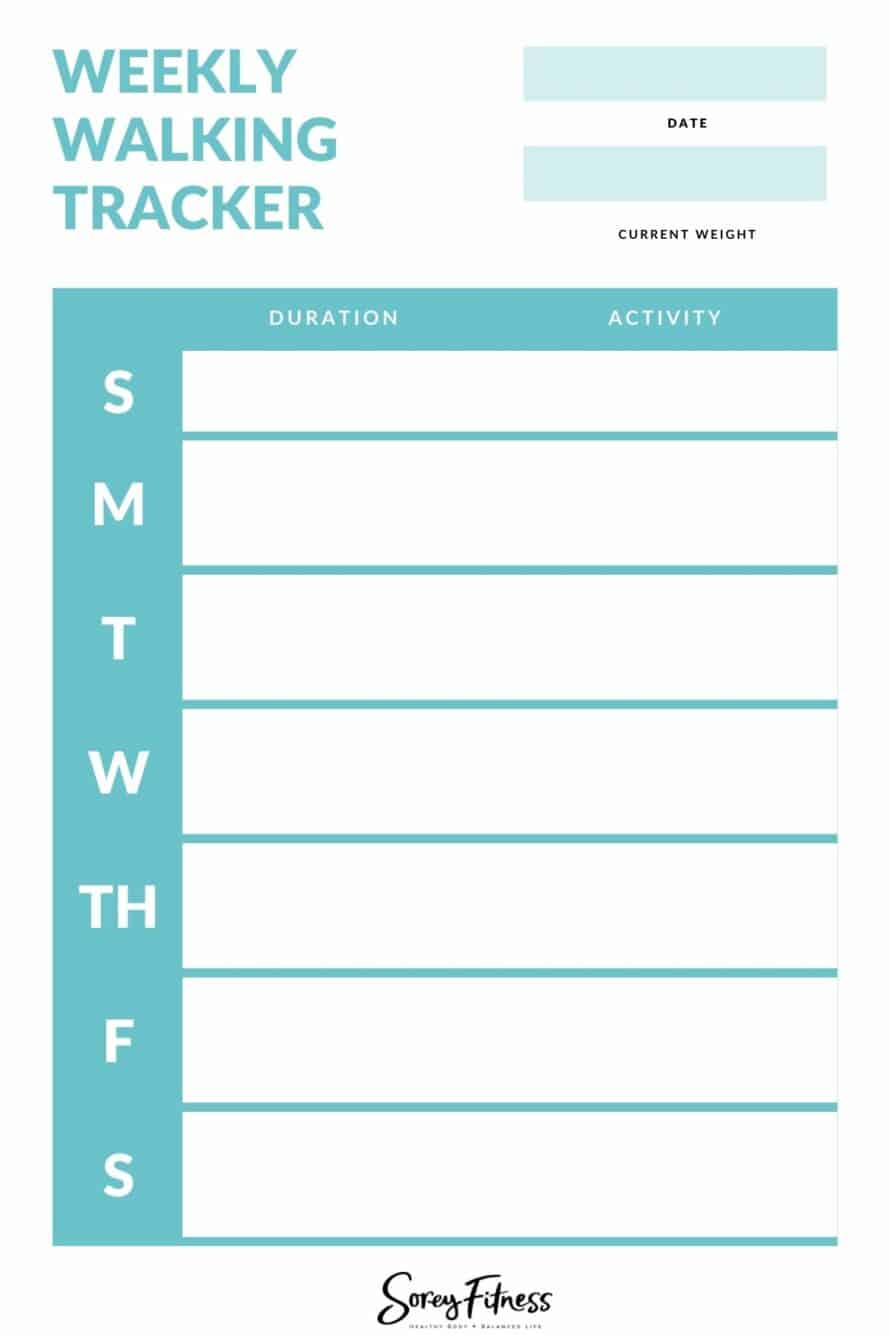 WEEKLY
WALKING
TRACKER
DATE
CURRENT WEIGHT
DURATION ACTIVITY
S
M
T
W
TH
F
S
Sorey Fitness
HEALTHY BODY + BALANCED LIFE